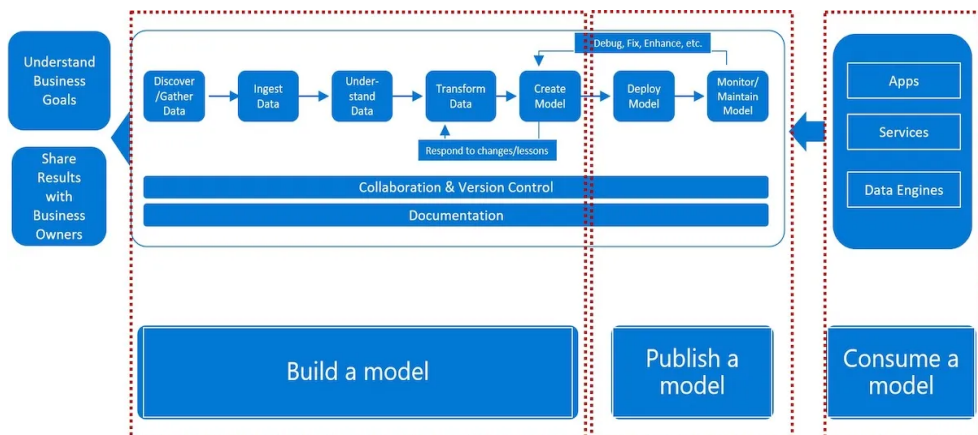 Understand
Business
Goals
Share
Results
with
Business
Owners
Debug, Fix, Enhance, etc.
Discover
/Gather
Data
Ingest
Data
Under-
stand
Data
Transform
Data
Create
Model
Deploy
Model
Monitor/
Maintain
Model
Respond to changes/lessons
Collaboration & Version Control
Documentation
Apps
Services
Data Engines
Build a model
Publish a
model
Consume a
model